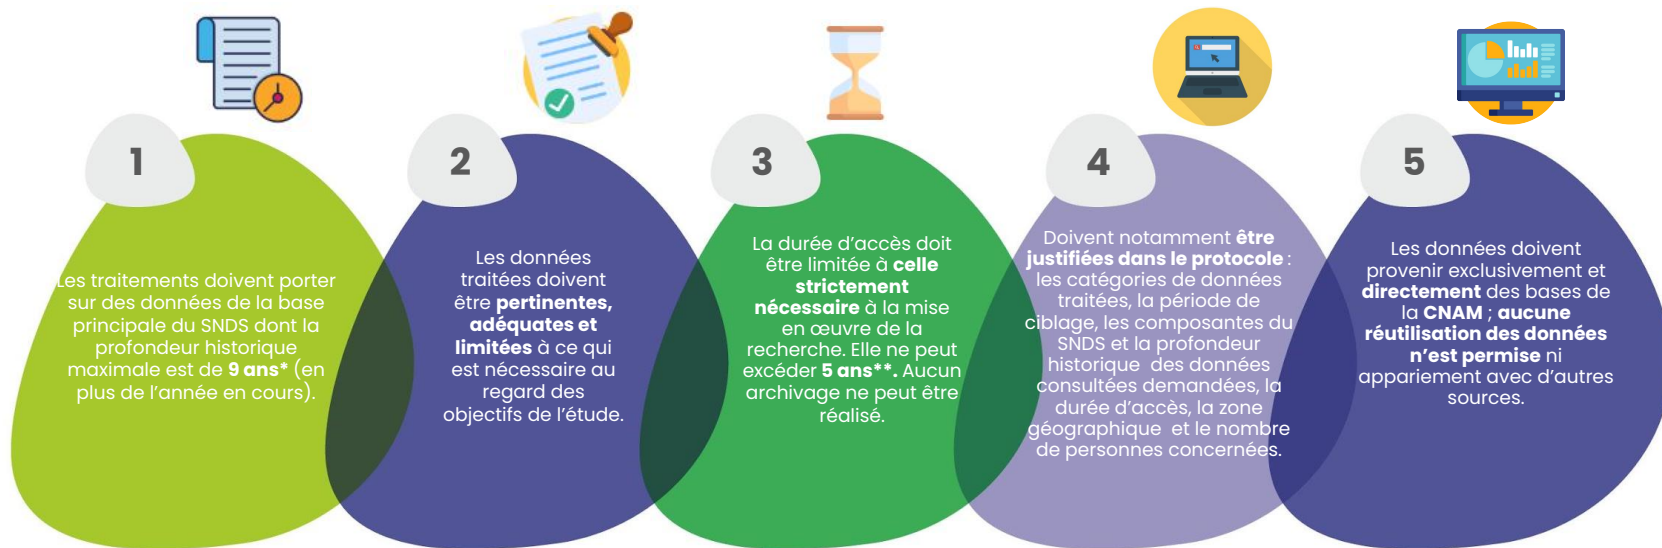 1
Les traitements doivent porter
sur des données de la base
principale du SNDS dont la
profondeur historique
maximale est de 9 ans* (en
plus de l'année en cours).
2
Les données
traitées doivent
être pertinentes,
adéquates et
limitées à ce qui
est nécessaire au
regard des
objectifs de l'étude.
3
La durée d'accès doit
être limitée à celle
strictement
nécessaire à la mise
en œuvre de la
recherche. Elle ne peut
excéder 5 ans**. Aucun
archivage ne peut être
réalisé.
4
Doivent notamment être
justifiées dans le protocole :
les catégories de données
traitées, la période de
ciblage, les composantes du
SNDS et la profondeur
historique des données
consultées demandées, la
durée d'accès, la zone
géographique et le nombre
de personnes concernées.
5
Les données doivent
provenir exclusivement et
directement des bases de
la CNAM ; aucune
réutilisation des données
n'est permise ni
appariement avec d'autres
sources.